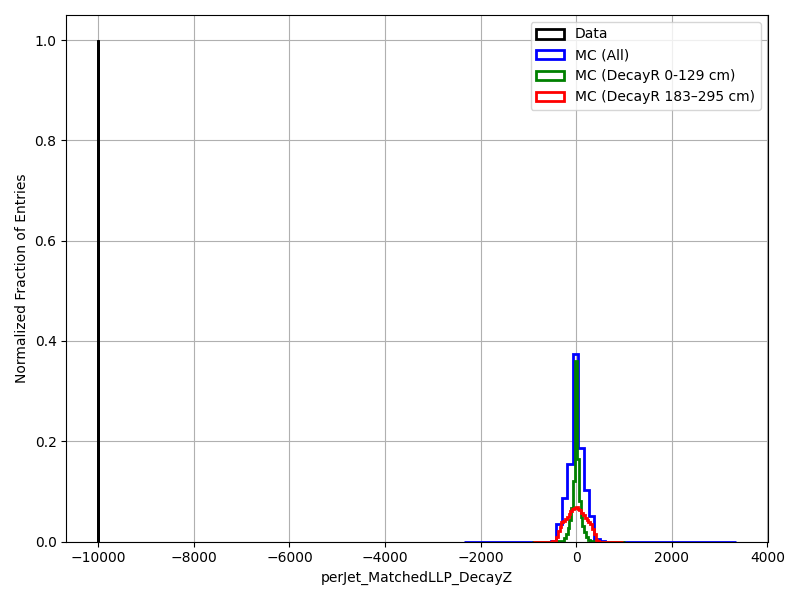 Data
MC (All)
MC (DecayR 0-129 cm)
MC (DecayR 183–295 cm)
Normalized Fraction of Entries
1.0
0.8
0.6
0.4
0.2
0.0
−10000 −8000 −6000 −4000 −2000 0 2000 4000
perJet_MatchedLLP_DecayZ